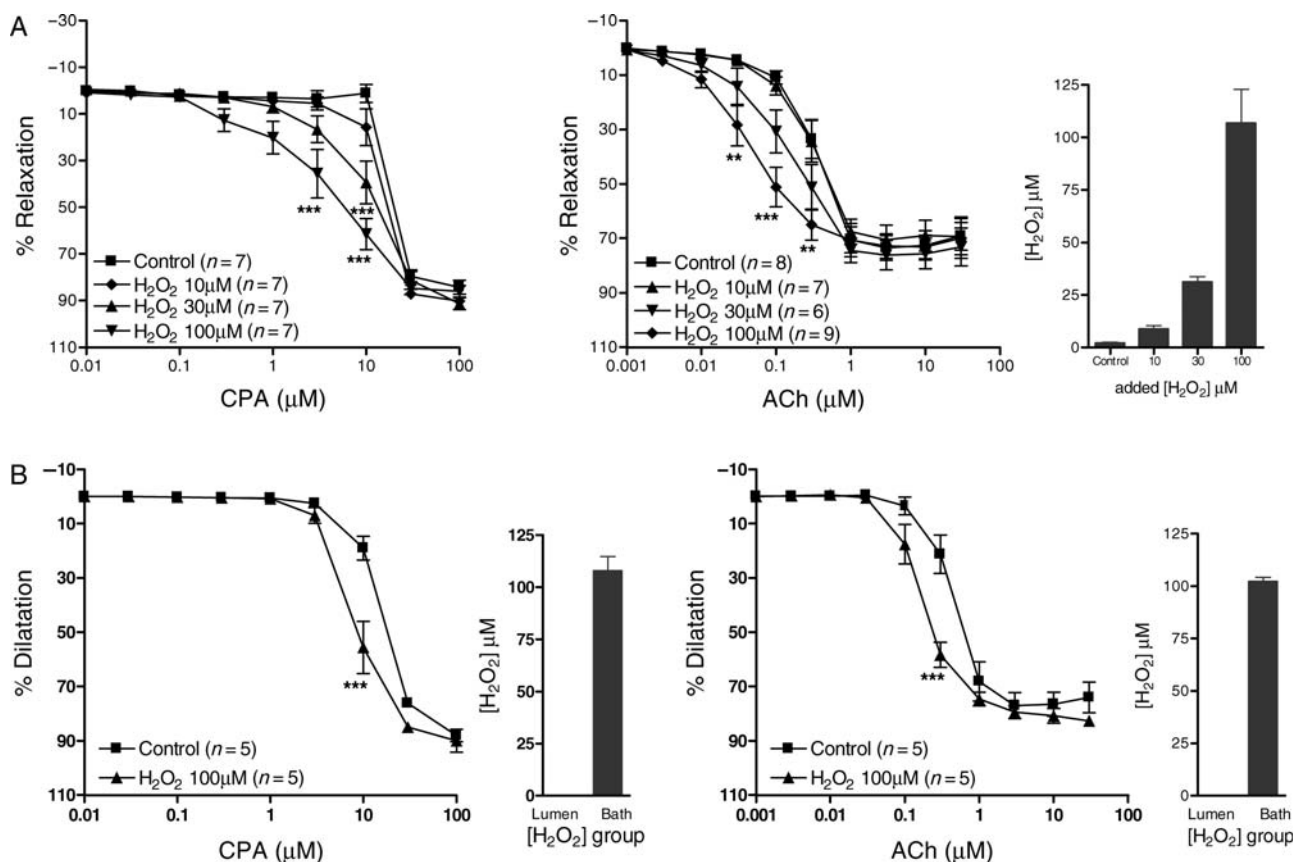 A
−30
−10
10
30
50
70
90
110
% Relaxation
***
***
***
Control (n = 7)
H₂O₂ 10µM (n = 7)
H₂O₂ 30µM (n = 7)
H₂O₂ 100µM (n = 7)
0.01 0.1 1 10 100
CPA (µM)
−10
10
30
50
70
90
110
% Relaxation
**
***
**
Control (n = 8)
H₂O₂ 10µM (n = 7)
H₂O₂ 30µM (n = 6)
H₂O₂ 100µM (n = 9)
0.001 0.01 0.1 1 10 100
ACh (µM)
125
100
75
50
25
0
[H₂O₂] µM
Control 10 30 100
added [H₂O₂] µM
B
−10
10
30
50
70
90
110
% Dilatation
***
Control (n = 5)
H₂O₂ 100µM (n = 5)
0.01 0.1 1 10 100
CPA (µM)
125
100
75
50
25
0
[H₂O₂] µM
Lumen Bath
[H₂O₂] group
−10
10
30
50
70
90
110
% Dilatation
***
Control (n = 5)
H₂O₂ 100µM (n = 5)
0.001 0.01 0.1 1 10 100
ACh (µM)
125
100
75
50
25
0
[H₂O₂] µM
Lumen Bath
[H₂O₂] group